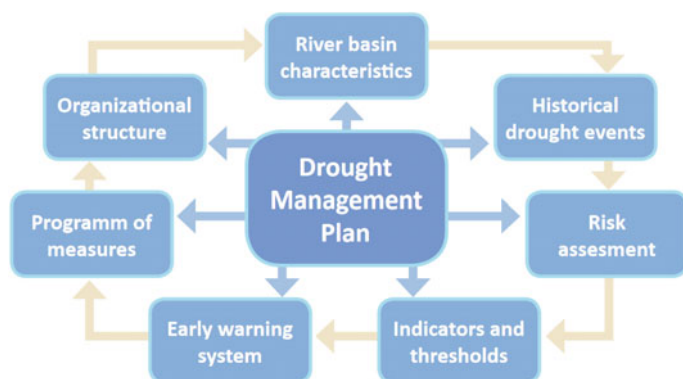 River basin
characteristics
Organizational
structure
Historical
drought events
Drought
Management
Plan
Programm of
measures
Risk
assesment
Early warning
system
Indicators and
thresholds